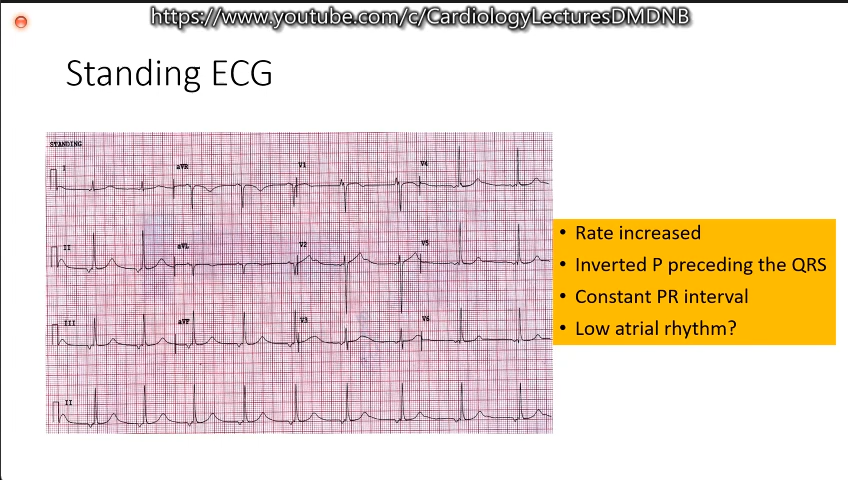 https://www.youtube.com/c/CardiologyLecturesDMDNB
Standing ECG
STANDING
I aVR V1 V4
II aVL V2 V5
III aVF V3 V6
II
• Rate increased
• Inverted P preceding the QRS
• Constant PR interval
• Low atrial rhythm?